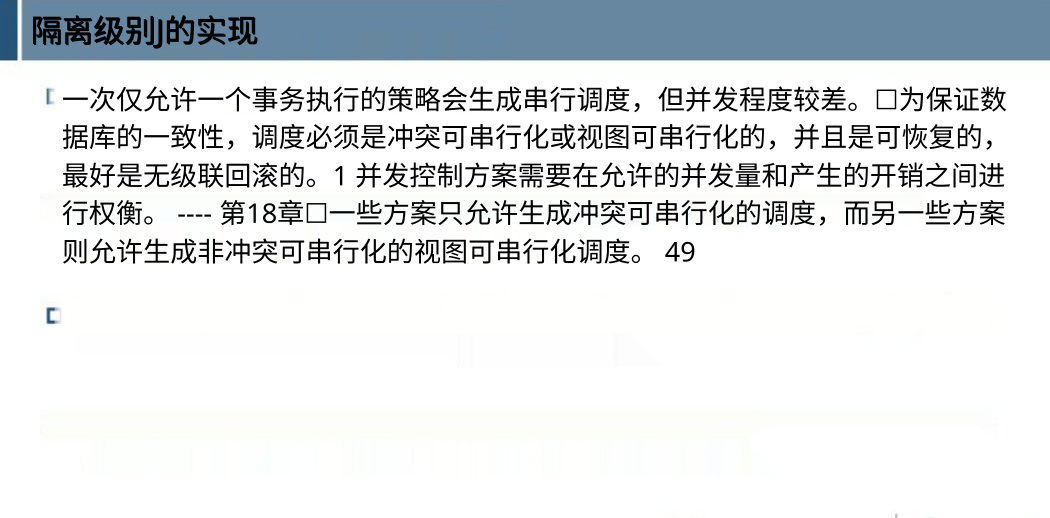 隔离级别J的实现
一次仅允许一个事务执行的策略会生成串行调度，但并发程度较差。□为保证数
据库的一致性，调度必须是冲突可串行化或视图可串行化的，并且是可恢复的，
最好是无级联回滚的。1 并发控制方案需要在允许的并发量和产生的开销之间进
行权衡。 ---- 第18章□一些方案只允许生成冲突可串行化的调度，而另一些方案
则允许生成非冲突可串行化的视图可串行化调度。 49